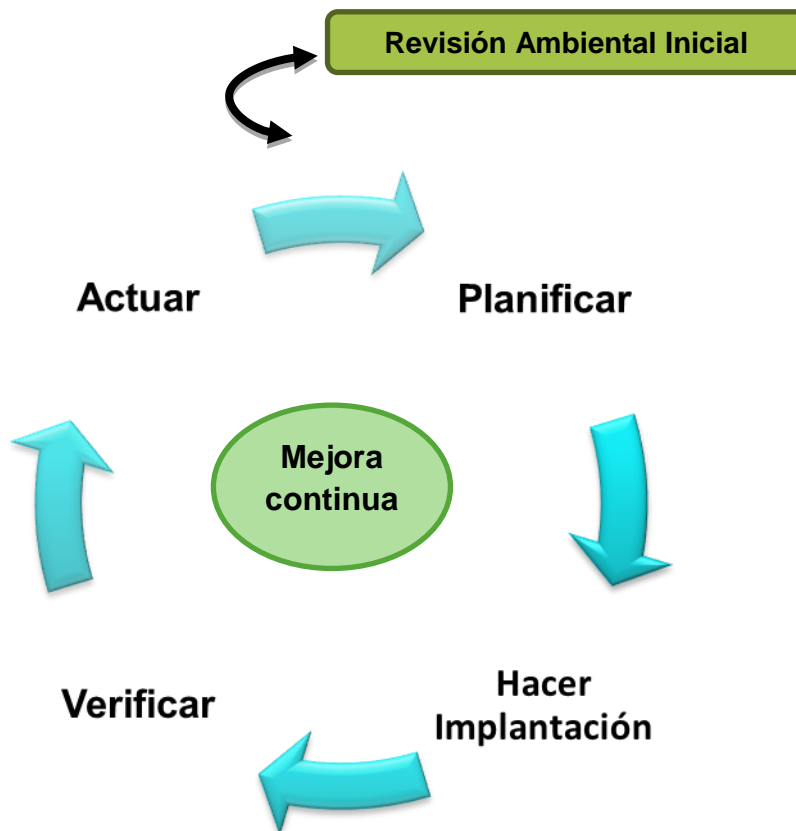 Revisión Ambiental Inicial
Actuar
Planificar
Mejora
continua
Verificar
Hacer
Implantación